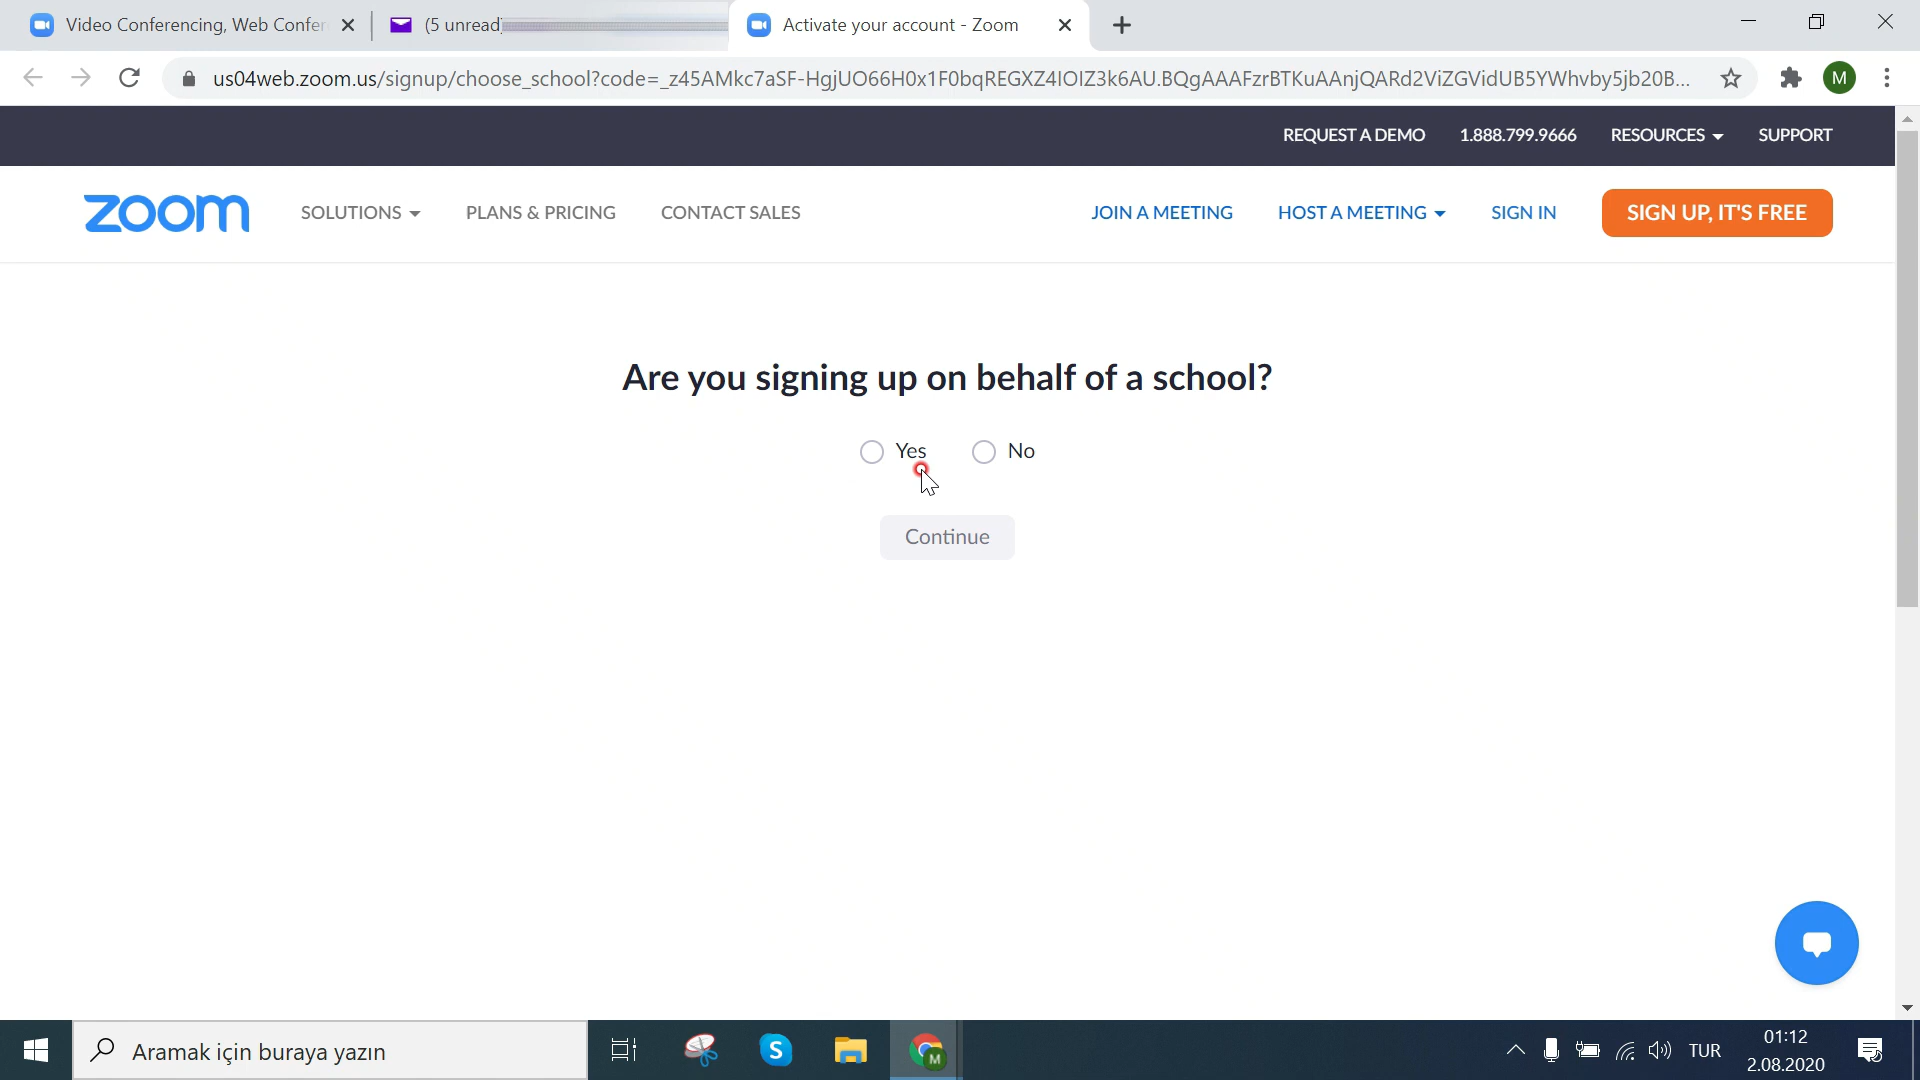 Video Conferencing, Web Confer
(5 unread)
Activate your account - Zoom
us04web.zoom.us/signup/choose_school?code=_z45AMkc7aSF-HgjUO66H0x1F0bqREGXZ4IOIZ3k6AU.BQgAAAFzrBTKuAAnjQARd2ViZGVidUB5YWhvby5jb20B...
M
REQUEST A DEMO
1.888.799.9666
RESOURCES
SUPPORT
zoom
SOLUTIONS
PLANS & PRICING
CONTACT SALES
JOIN A MEETING
HOST A MEETING
SIGN IN
SIGN UP, IT'S FREE
Are you signing up on behalf of a school?
Yes
No
Continue
Aramak için buraya yazın
S
M
TUR
01:12
2.08.2020